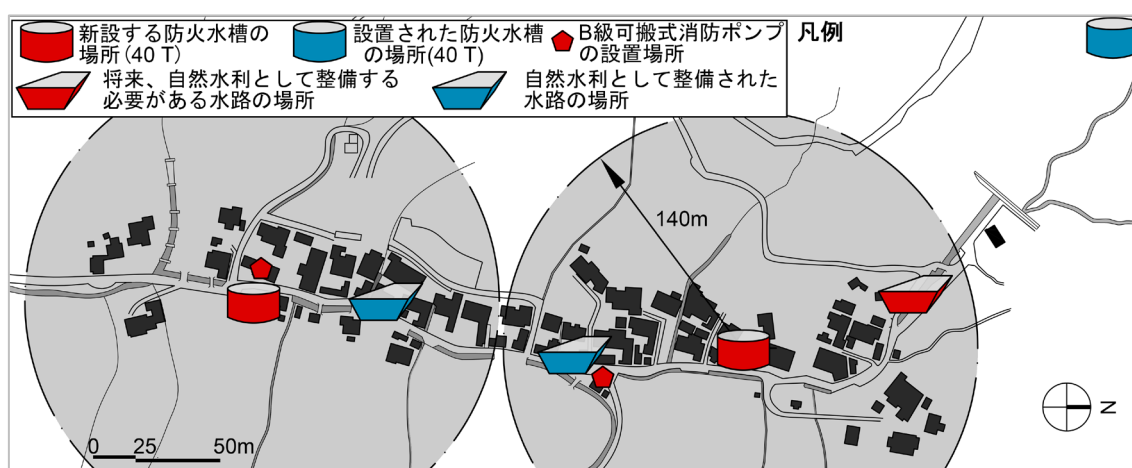 新設する防火水槽の
場所(40 T)
設置された防火水槽
の場所(40 T)
B級可搬式消防ポンプ
の設置場所
凡例
将来、自然水利として整備する
必要がある水路の場所
自然水利として整備された
水路の場所
140m
0 25 50m
N